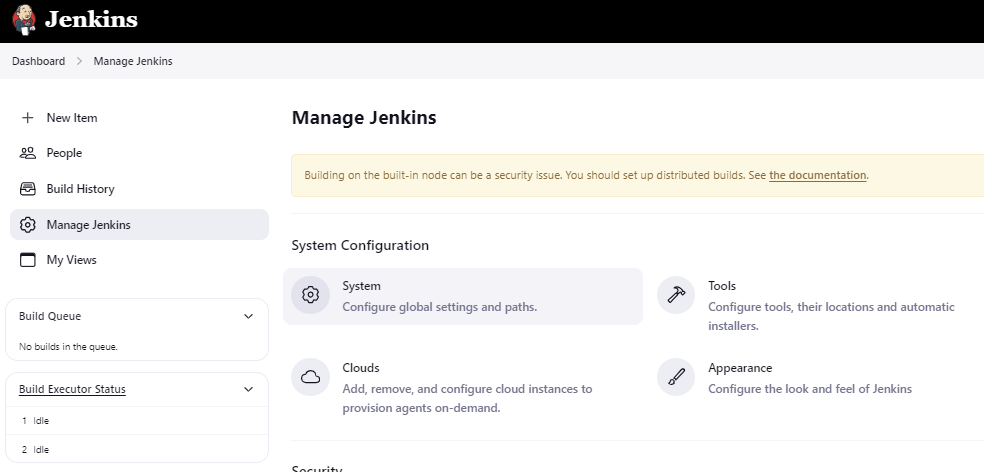 Jenkins
Dashboard > Manage Jenkins
New Item
People
Build History
Manage Jenkins
My Views
Build Queue
No builds in the queue.
Build Executor Status
1 Idle
2 Idle
Manage Jenkins
Building on the built-in node can be a security issue. You should set up distributed builds. See the documentation.
System Configuration
System
Configure global settings and paths.
Tools
Configure tools, their locations and automatic
installers.
Clouds
Add, remove, and configure cloud instances to
provision agents on-demand.
Appearance
Configure the look and feel of Jenkins
Security